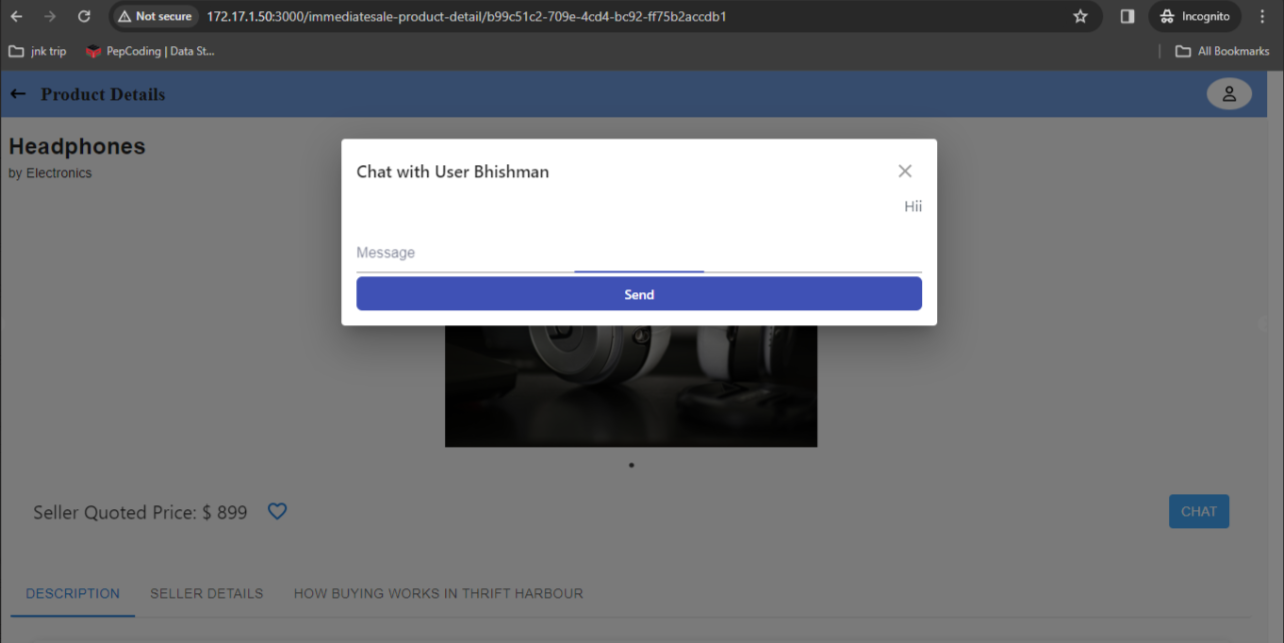 Not secure 172.17.1.50:3000/immediatesale-product-detail/b99c51c2-709e-4cd4-bc92-ff75b2accdb1 Incognito
jnk trip PepCoding | Data St... All Bookmarks
Product Details
Headphones
by Electronics
Chat with User Bhishman
Hii
Message
Send
Seller Quoted Price: $ 899
CHAT
DESCRIPTION SELLER DETAILS HOW BUYING WORKS IN THRIFT HARBOUR